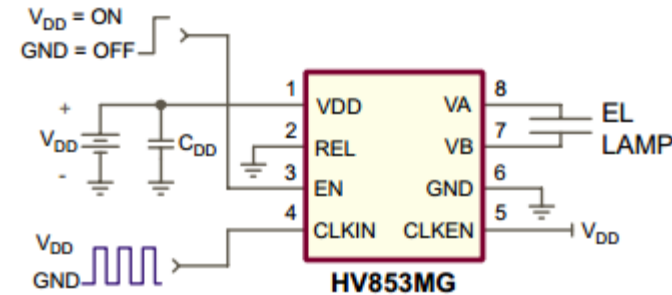 VDD = ON
GND = OFF
+
VDD
-
CDD
1
VDD
2
REL
3
EN
4
CLKIN
8
VA
7
VB
6
GND
5
CLKEN
EL
LAMP
VDD
VDD
GND
HV853MG